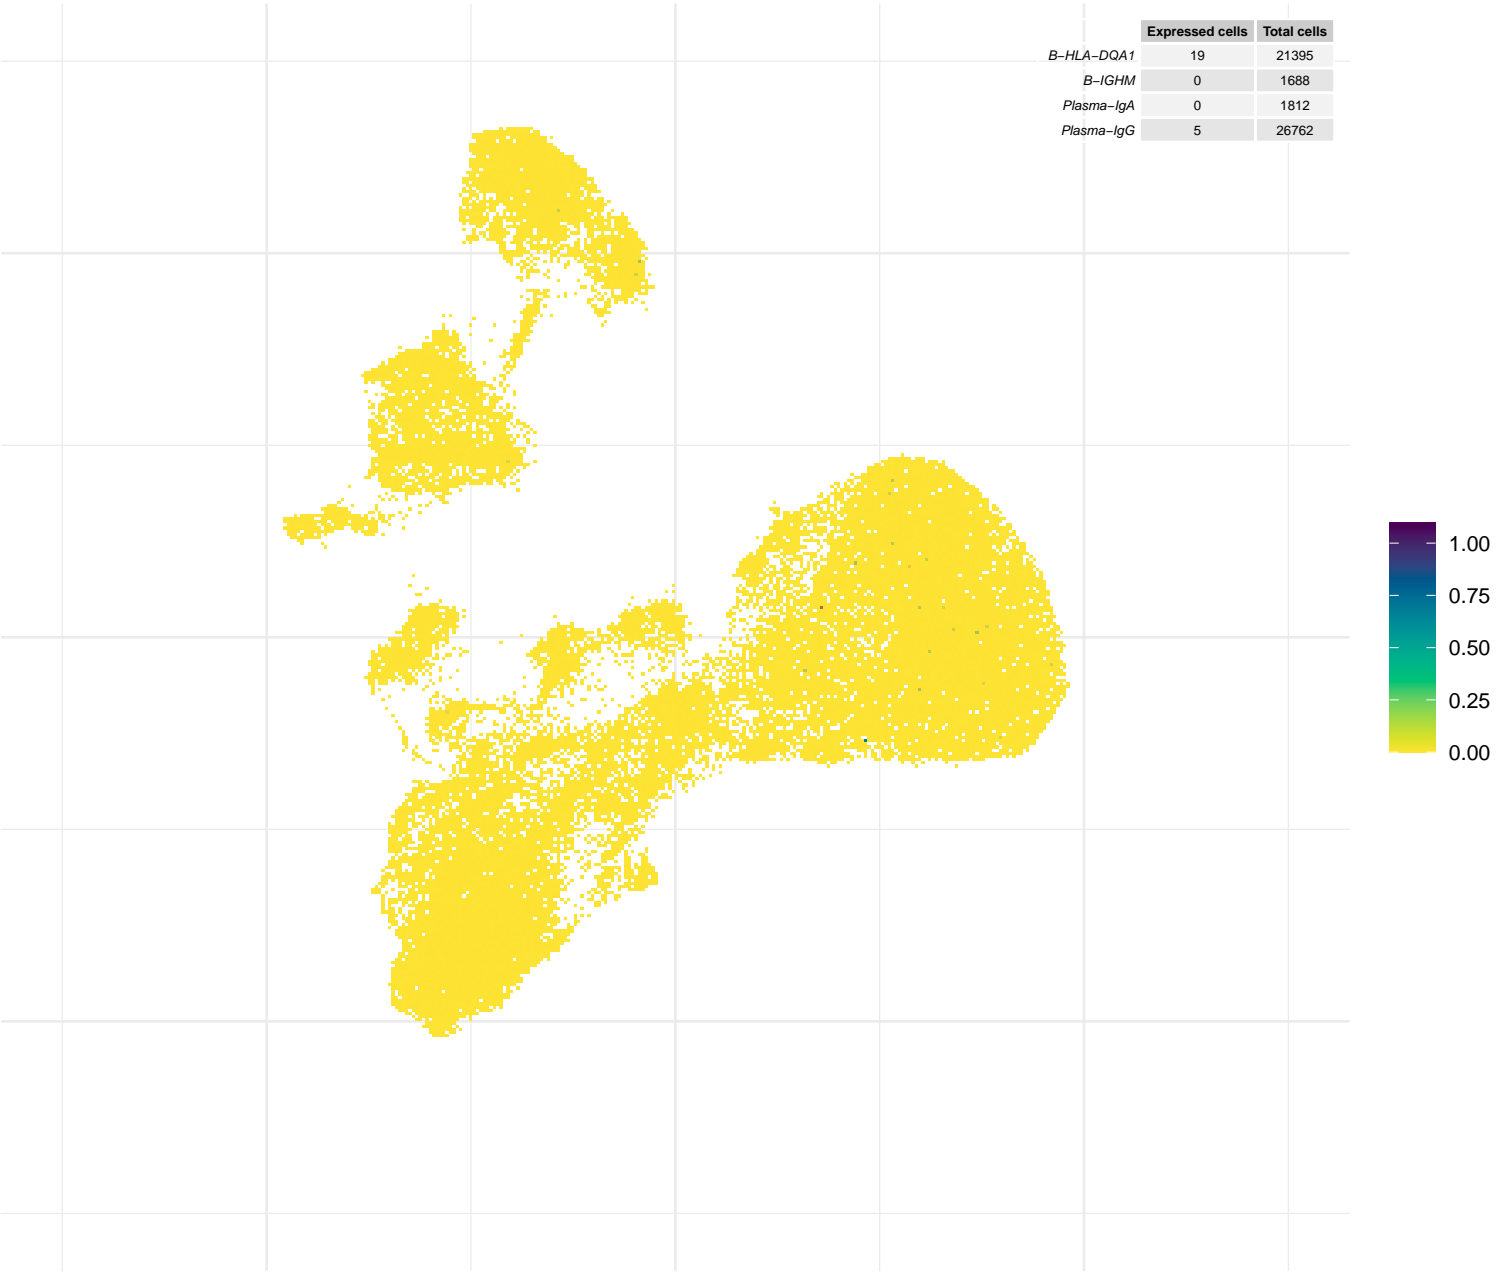 Expressed cells Total cells
B−HLA−DQA1 19 21395
B−IGHM 0 1688
Plasma−IgA 0 1812
Plasma−IgG 5 26762
1.00
0.75
0.50
0.25
0.00